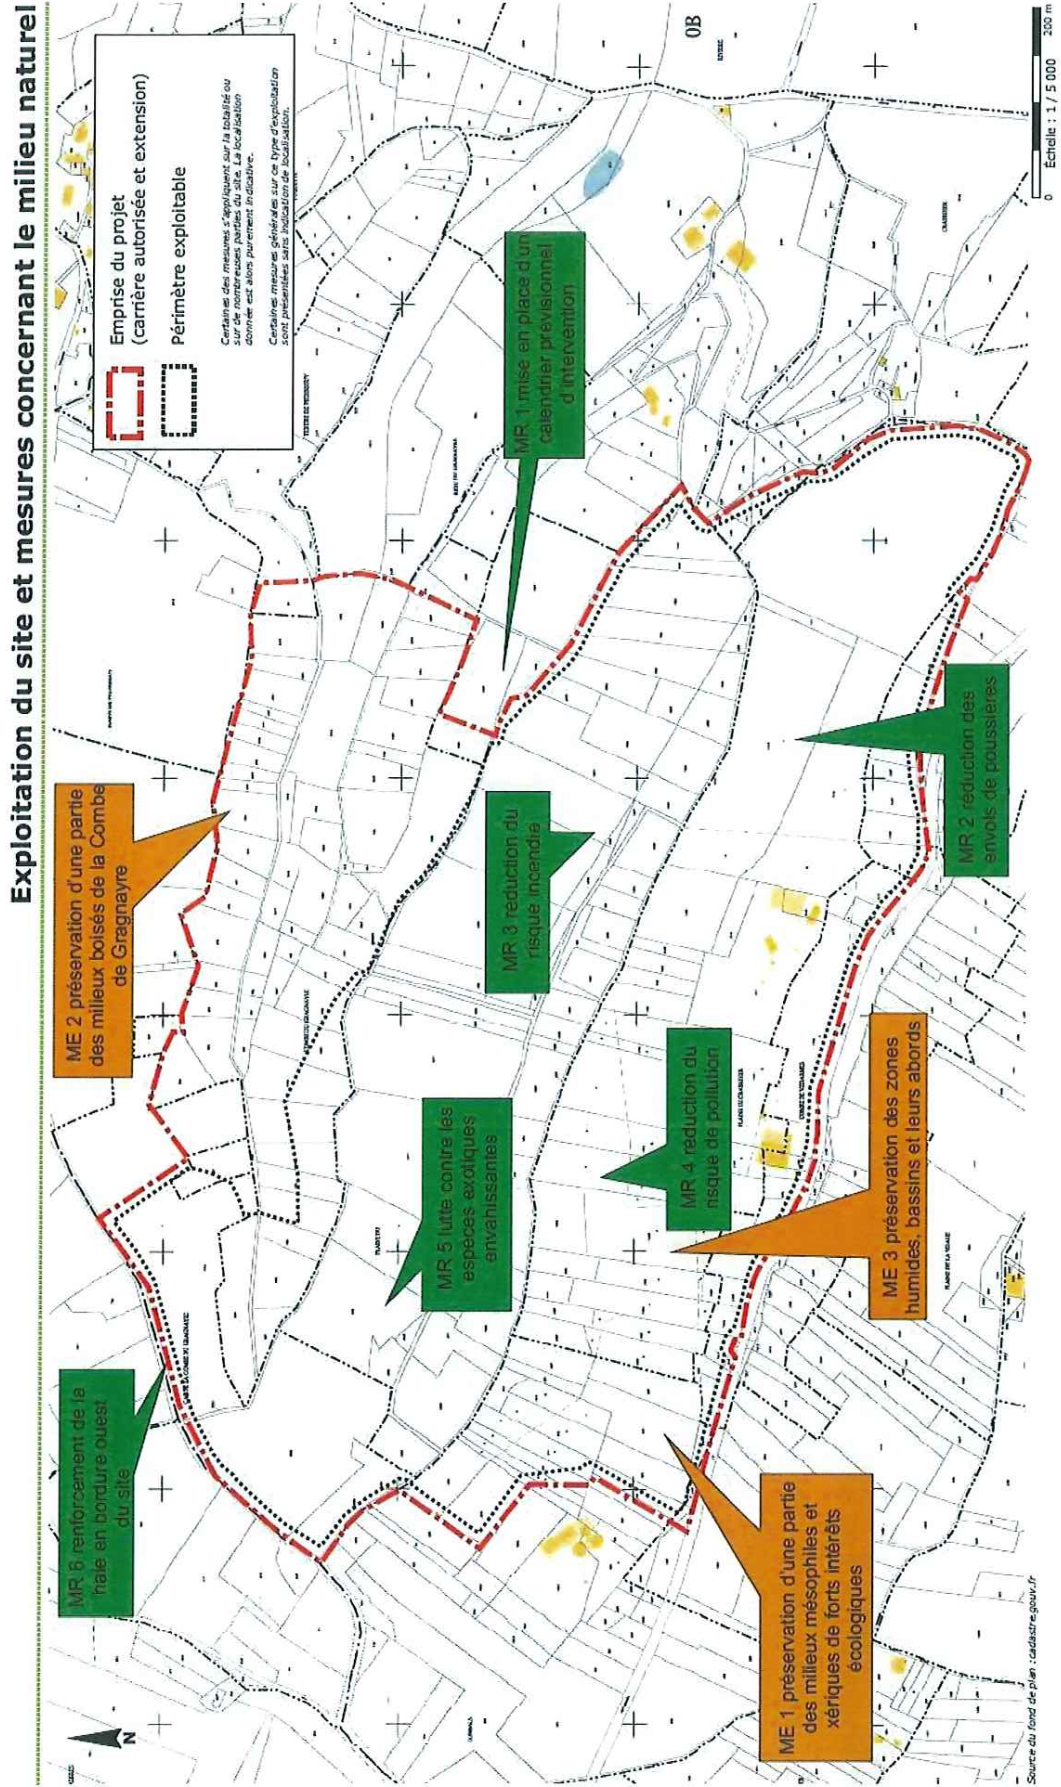 Exploitation du site et mesures concernant le milieu naturel
Emprise du projet
(carrière autorisée et extension)
Périmètre exploitable
Certaines des mesures s'appliquent sur la totalité ou
sur de nombreuses parties du site. La localisation
donnée est alors purement indicative.
Certaines mesures générales sur ce type d'exploitation
sont présentées sans indication de localisation.
MR 6 renforcement de la
haie en bordure ouest
du site
ME 2 préservation d'une partie
des milieux boisés de la Combe
de Gragnayre
MR 5 lutte contre les
espèces exotiques
envahissantes
MR 3 réduction du
risque incendie
MR 1 mise en place d'un
calendrier prévisionnel
d'intervention
MR 4 réduction du
risque de pollution
ME 1 préservation d'une partie
des milieux mésophiles et
xériques de forts intérêts
écologiques
ME 3 préservation des zones
humides, bassins et leurs abords
MR 2 réduction des
envols de poussières
0B
N
PLAINE DU CHABLEIX
Source du fond de plan : cadastre.gouv.fr
Échelle : 1 / 5 000
0 200 m